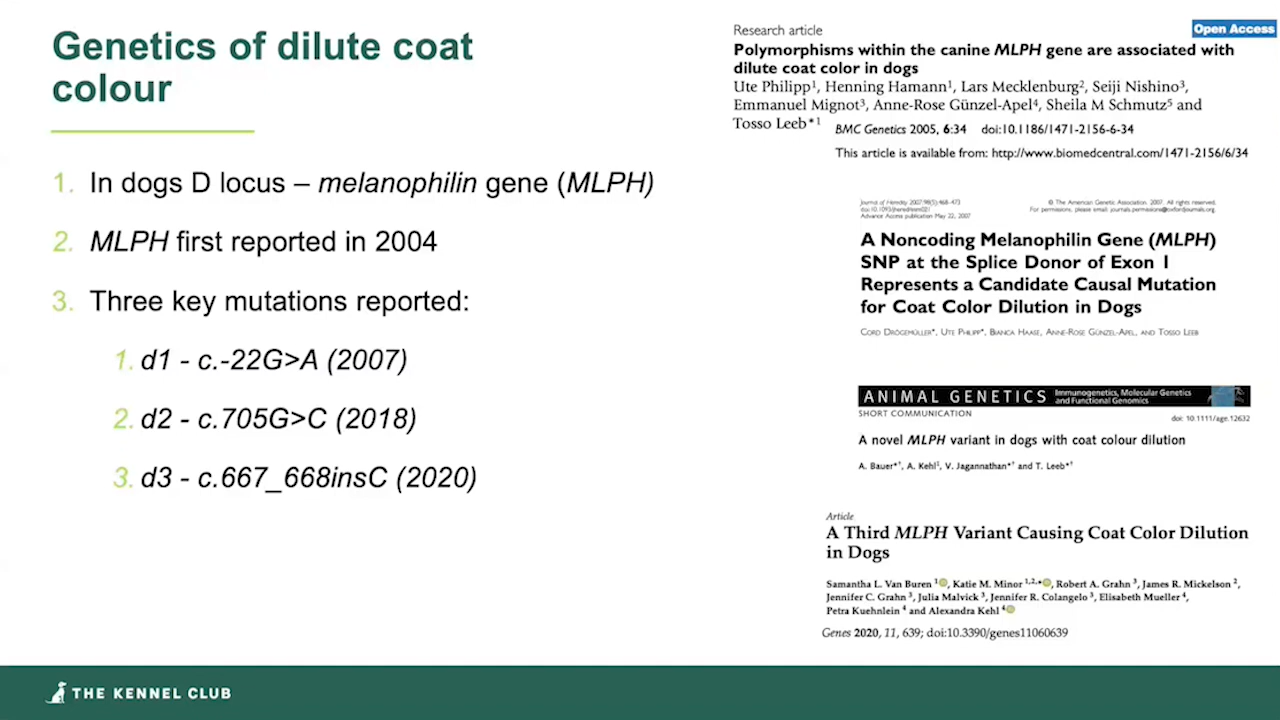 Genetics of dilute coat
colour
1. In dogs D locus – melanophilin gene (MLPH)
2. MLPH first reported in 2004
3. Three key mutations reported:
1. d1 - c.-22G>A (2007)
2. d2 - c.705G>C (2018)
3. d3 - c.667_668insC (2020)
Research article
Open Access
Polymorphisms within the canine MLPH gene are associated with
dilute coat color in dogs
Ute Philipp¹, Henning Hamann¹, Lars Mecklenburg², Seiji Nishino³,
Emmanuel Mignot³, Anne-Rose Günzel-Apel⁴, Sheila M Schmutz⁵ and
Tosso Leeb*¹
BMC Genetics 2005, 6:34 doi:10.1186/1471-2156-6-34
This article is available from: http://www.biomedcentral.com/1471-2156/6/34
Journal of Heredity 2007:98(5):468–473
doi:10.1093/jhered/esm021
Advance Access publication May 22, 2007
© The American Genetic Association. 2007. All rights reserved.
For permissions, please email: journals.permissions@oxfordjournals.org.
A Noncoding Melanophilin Gene (MLPH)
SNP at the Splice Donor of Exon 1
Represents a Candidate Causal Mutation
for Coat Color Dilution in Dogs
Cord Drögemüller*, Ute Philipp*, Bianca Haase, Anne-Rose Günzel-Apel, and Tosso Leeb
ANIMAL GENETICS Immunogenetics, Molecular Genetics
and Functional Genomics
SHORT COMMUNICATION
doi: 10.1111/age.12632
A novel MLPH variant in dogs with coat colour dilution
A. Bauer*†, A. Kehl‡, V. Jagannathan*† and T. Leeb*†
Article
A Third MLPH Variant Causing Coat Color Dilution
in Dogs
Samantha L. Van Buren ¹, Katie M. Minor ¹,²,*, Robert A. Grahn ³, James R. Mickelson ²,
Jennifer C. Grahn ³, Julia Malvick ³, Jennifer R. Colangelo ³, Elisabeth Mueller ⁴,
Petra Kuehnlein ⁴ and Alexandra Kehl ⁴
Genes 2020, 11, 639; doi:10.3390/genes11060639
THE KENNEL CLUB